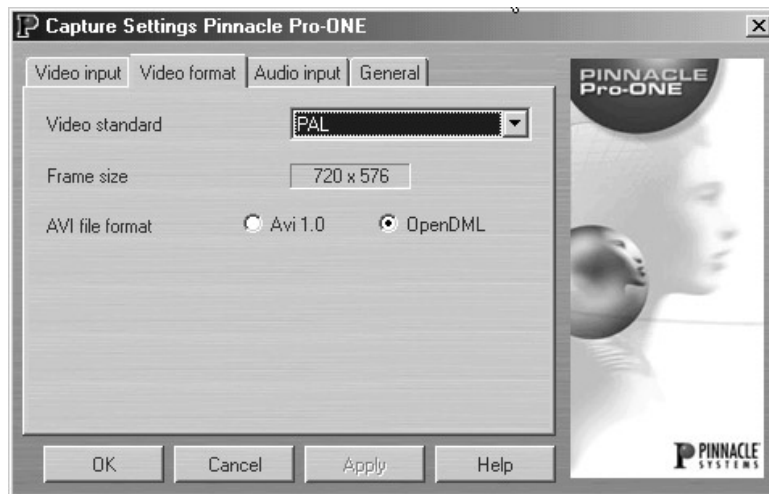 Capture Settings Pinnacle Pro-ONE
Video input Video format Audio input General
Video standard PAL
Frame size 720 x 576
AVI file format Avi 1.0 OpenDML
OK Cancel Apply Help
PINNACLE
Pro-ONE
PINNACLE
SYSTEMS